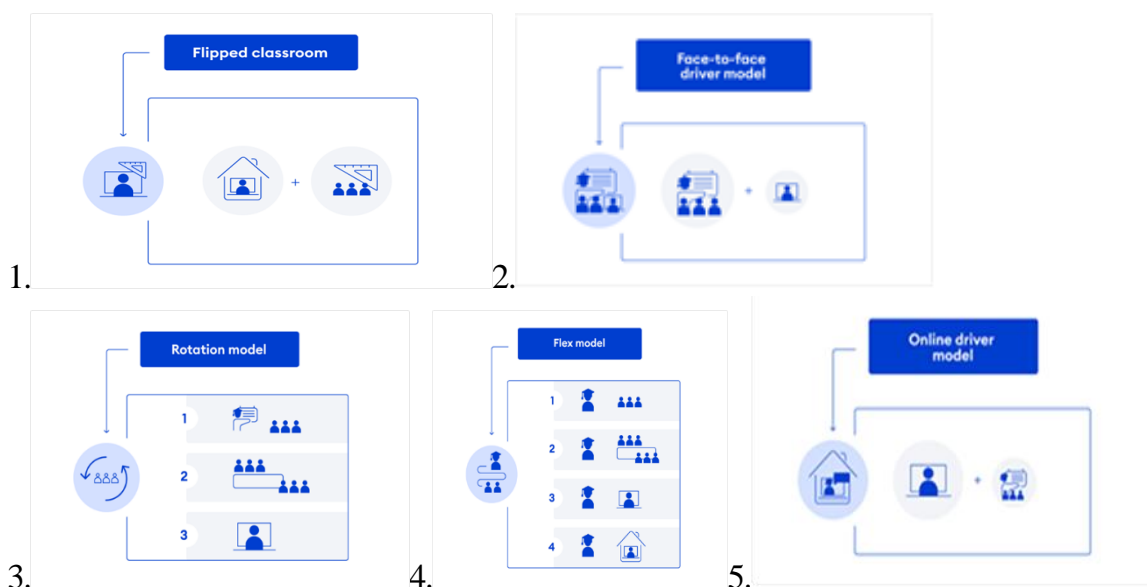 Flipped classroom
1.
Face-to-face
driver model
2.
Rotation model
1
2
3
3.
Flex model
1
2
3
4
4.
Online driver
model
5.